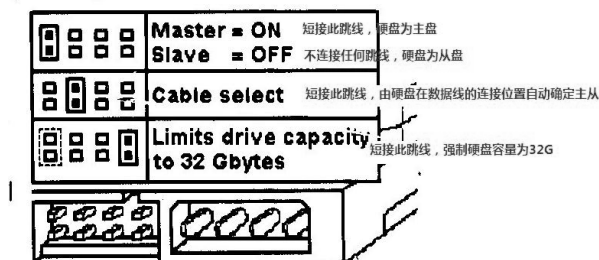 Master = ON 短接此跳线，硬盘为主盘
Slave = OFF 不连接任何跳线，硬盘为从盘
Cable select 短接此跳线，由硬盘在数据线的连接位置自动确定主从
Limits drive capacity
to 32 Gbytes 短接此跳线，强制硬盘容量为32G